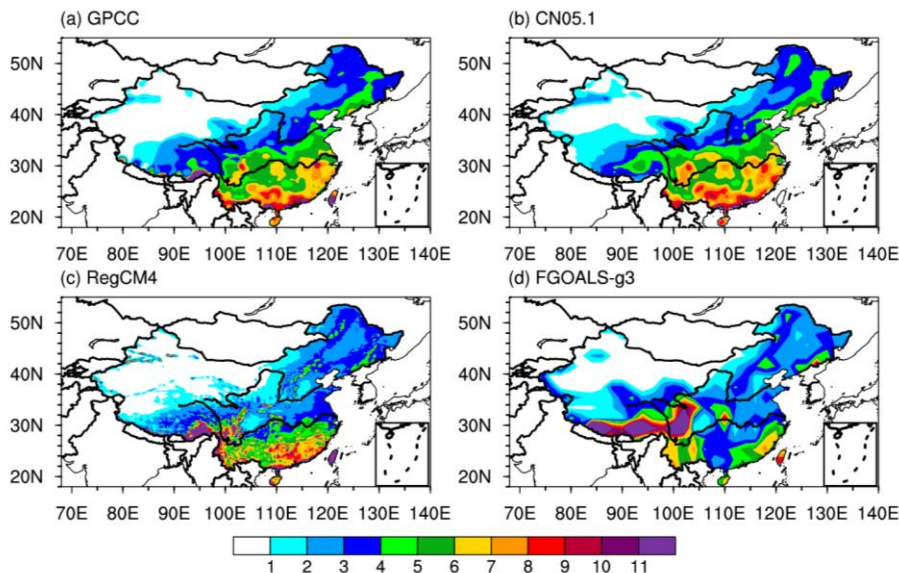 (a) GPCC
(b) CN05.1
50N
40N
30N
20N
70E 80E 90E 100E 110E 120E 130E 140E
50N
40N
30N
20N
70E 80E 90E 100E 110E 120E 130E 140E
(c) RegCM4
(d) FGOALS-g3
50N
40N
30N
20N
70E 80E 90E 100E 110E 120E 130E 140E
50N
40N
30N
20N
70E 80E 90E 100E 110E 120E 130E 140E
1 2 3 4 5 6 7 8 9 10 11